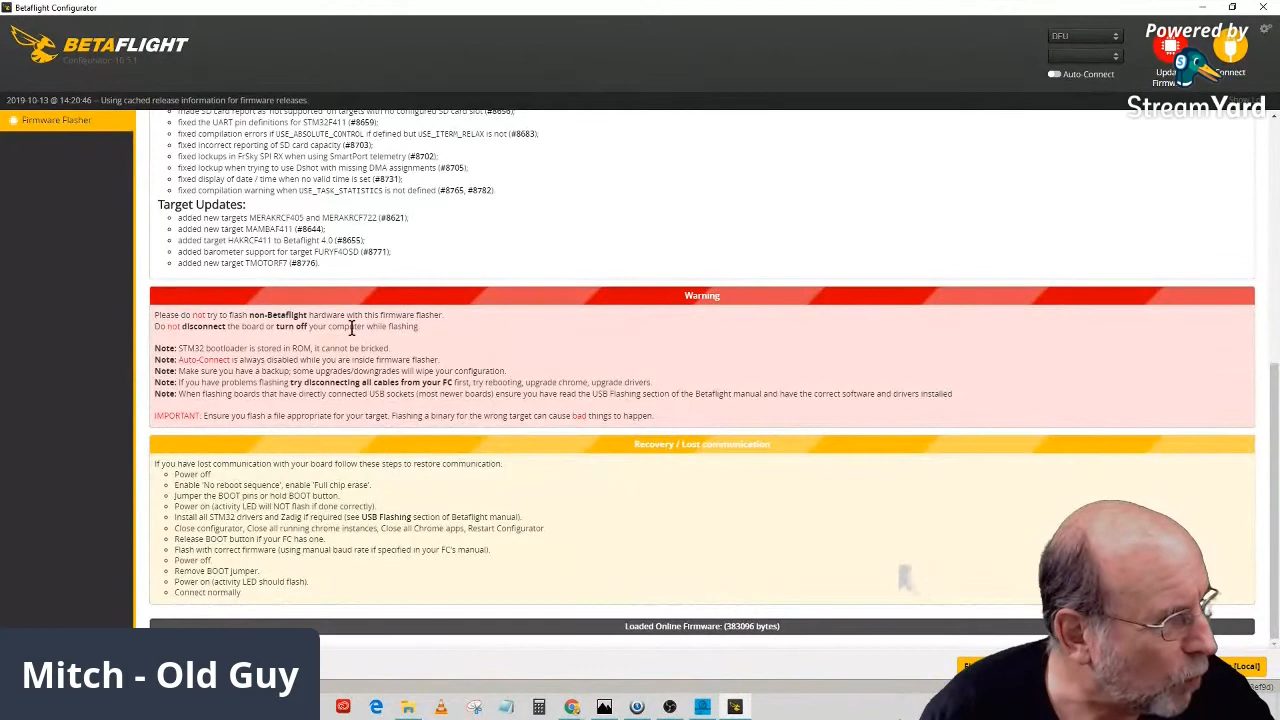 Betaflight Configurator
BETAFLIGHT
Configurator: 10.5.1
DFU
Auto-Connect
Powered by
Connect
StreamYard
2019-10-13 @ 14:20:46 -- Using cached release information for firmware releases.
Firmware Flasher
fixed the UART pin definitions for STM32F411 (#8659);
fixed compilation errors if USE_ABSOLUTE_CONTROL if defined but USE_ITERM_RELAX is not (#8683);
fixed incorrect reporting of SD card capacity (#8703);
fixed lockups in FrSky SPI RX when using SmartPort telemetry (#8702);
fixed lockup when trying to use Dshot with missing DMA assignments (#8705);
fixed display of date / time when no valid time is set (#8731);
fixed compilation warning when USE_TASK_STATISTICS is not defined (#8765, #8782)
Target Updates:
added new targets MERAKRCF405 and MERAKRCF722 (#8621);
added new target MAMBAF411 (#8644);
added target HAKRCF411 to Betaflight 4.0 (#8655);
added barometer support for target FURYF4OSD (#8771);
added new target TMOTORF7 (#8776).
Warning
Please do not try to flash non-Betaflight hardware with this firmware flasher.
Do not disconnect the board or turn off your computer while flashing.
Note: STM32 bootloader is stored in ROM, it cannot be bricked.
Note: Auto-Connect is always disabled while you are inside firmware flasher.
Note: Make sure you have a backup; some upgrades/downgrades will wipe your configuration.
Note: If you have problems flashing try disconnecting all cables from your FC first, try rebooting, upgrade chrome, upgrade drivers.
Note: When flashing boards that have directly connected USB sockets (most newer boards) ensure you have read the USB Flashing section of the Betaflight manual and have the correct software and drivers installed
IMPORTANT: Ensure you flash a file appropriate for your target. Flashing a binary for the wrong target can cause bad things to happen.
Recovery / Lost communication
If you have lost communication with your board follow these steps to restore communication:
Power off
Enable 'No reboot sequence', enable 'Full chip erase'.
Jumper the BOOT pins or hold BOOT button.
Power on (activity LED will NOT flash if done correctly).
Install all STM32 drivers and Zadig if required (see USB Flashing section of Betaflight manual).
Close configurator, Close all running chrome instances, Close all Chrome apps, Restart Configurator
Release BOOT button if your FC has one.
Flash with correct firmware (using manual baud rate if specified in your FC's manual).
Power off.
Remove BOOT jumper.
Power on (activity LED should flash).
Connect normally
Loaded Online Firmware: (383096 bytes)
[Local]
Mitch - Old Guy